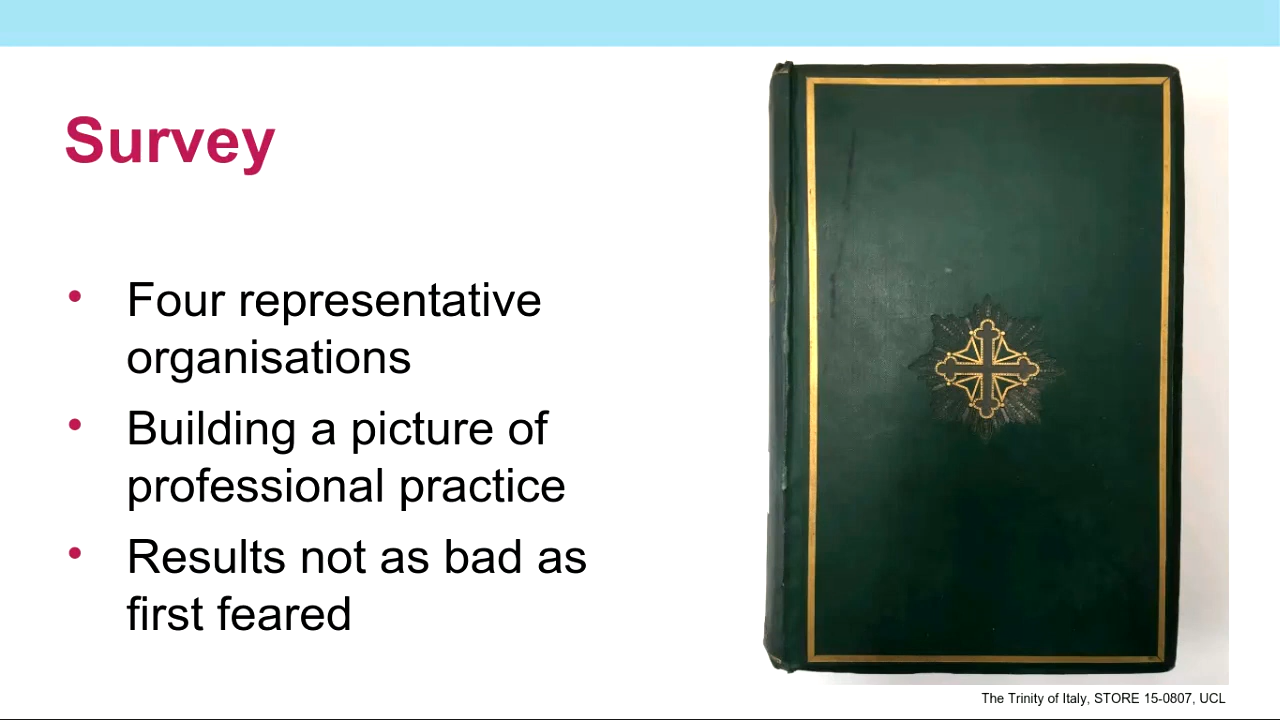 Survey
• Four representative
organisations
• Building a picture of
professional practice
• Results not as bad as
first feared
The Trinity of Italy, STORE 15-0807, UCL